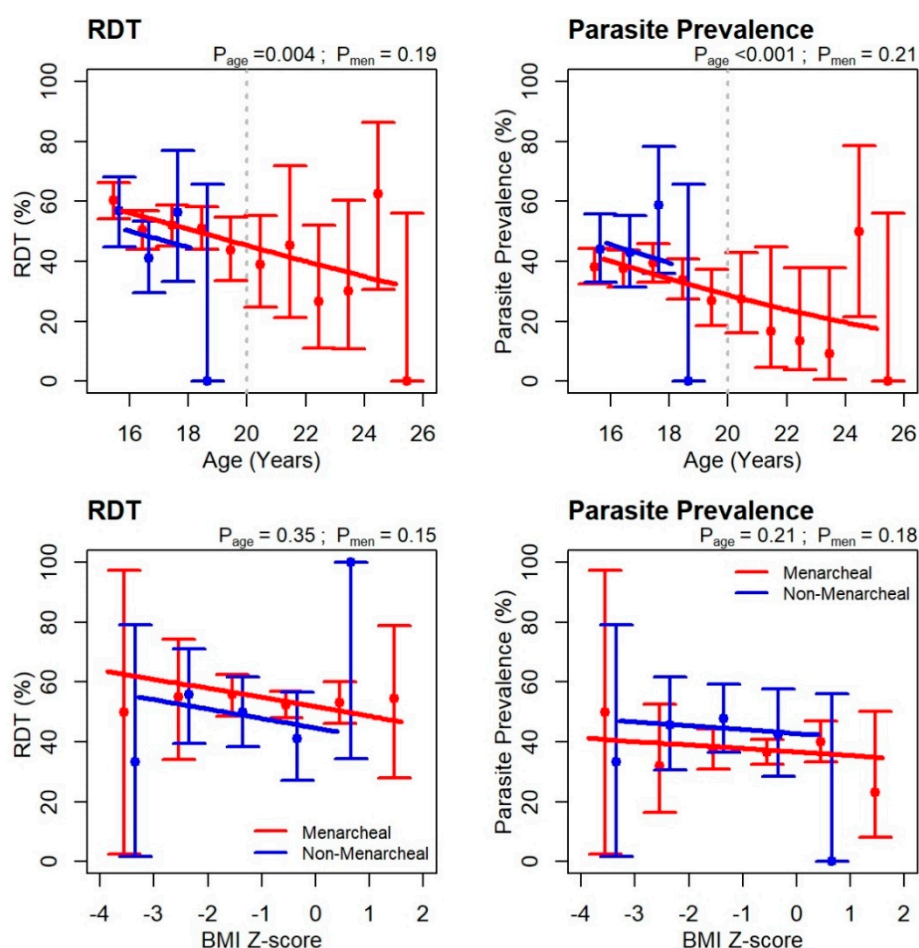 RDT
P_age =0.004 ; P_men = 0.19
RDT (%)
0 20 40 60 80 100
16 18 20 22 24 26
Age (Years)
Parasite Prevalence
P_age <0.001 ; P_men = 0.21
Parasite Prevalence (%)
0 20 40 60 80 100
16 18 20 22 24 26
Age (Years)
RDT
P_age = 0.35 ; P_men = 0.15
RDT (%)
0 20 40 60 80 100
Menarcheal
Non-Menarcheal
-4 -3 -2 -1 0 1 2
BMI Z-score
Parasite Prevalence
P_age = 0.21 ; P_men = 0.18
Menarcheal
Non-Menarcheal
Parasite Prevalence (%)
0 20 40 60 80 100
-4 -3 -2 -1 0 1 2
BMI Z-score